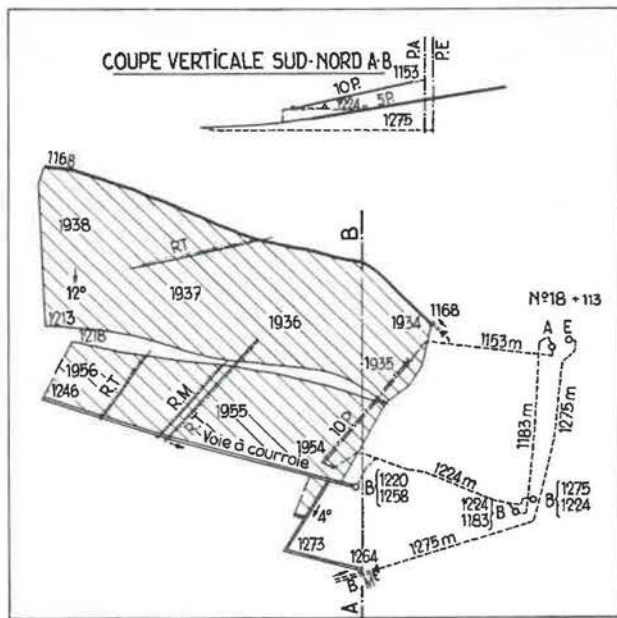 COUPE VERTICALE SUD-NORD A-B
P.A
P.E
1153
10 P.
1224
5 P.
1275
1168
1938
B
RT
N°18 + 113
12°
1937
1936
1934
1168
A E
1213
1153 m
1218
1935
1956
R.T
R.M
1246
1955
10 P.
1183 m
1275 m
R.T
Voie à courroie
1954
1224 m
B {1220
1258
1224
1183} B
B {1275
1224
4°
1275 m
1273
1264
B
A